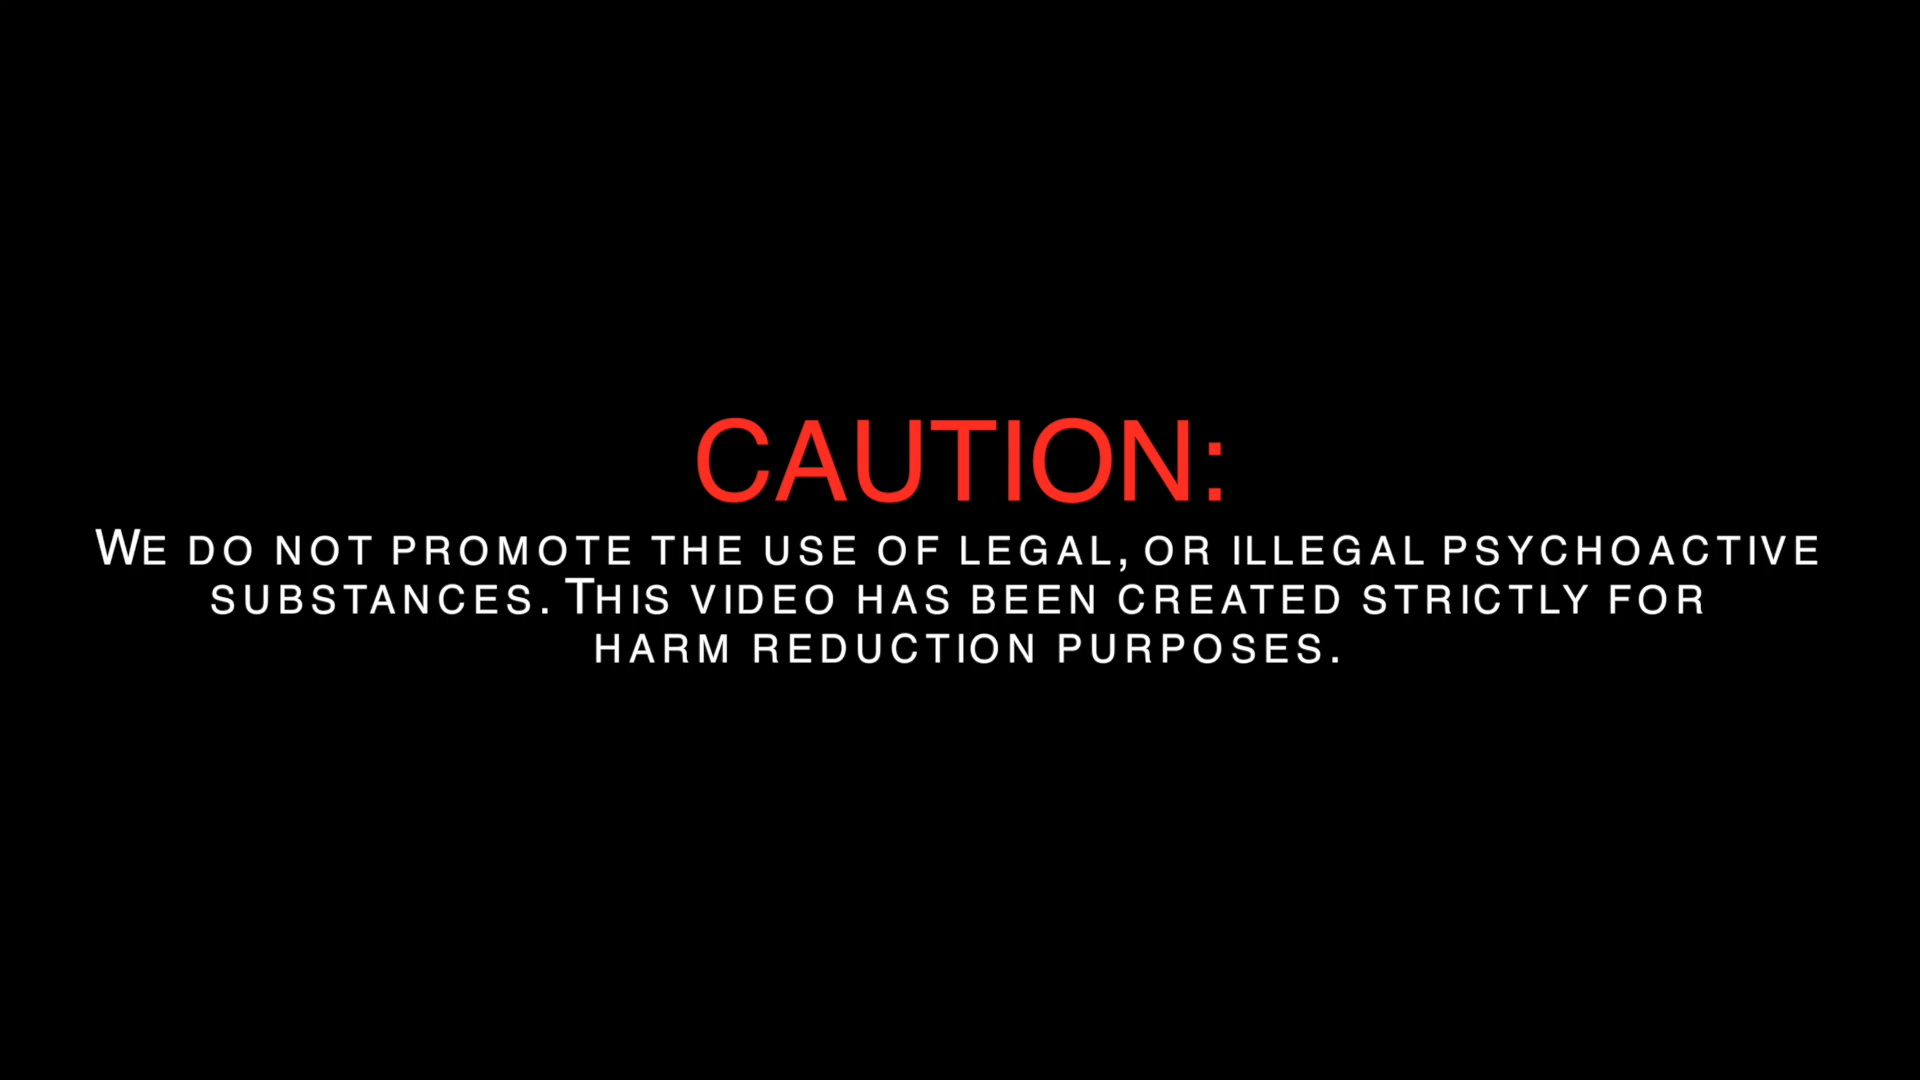 CAUTION:
WE DO NOT PROMOTE THE USE OF LEGAL, OR ILLEGAL PSYCHOACTIVE
SUBSTANCES. THIS VIDEO HAS BEEN CREATED STRICTLY FOR
HARM REDUCTION PURPOSES.